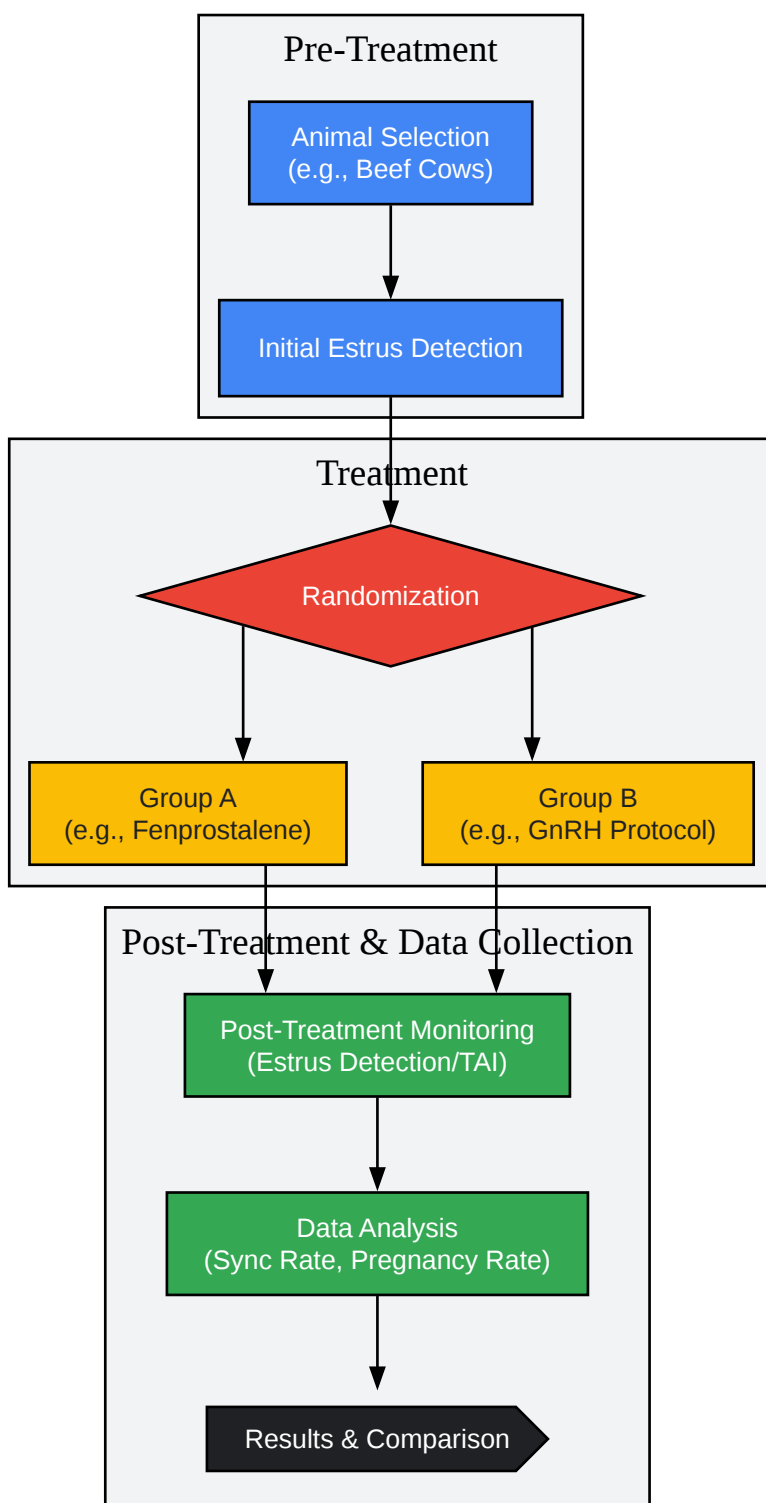 Pre-Treatment
Animal Selection
(e.g., Beef Cows)
Initial Estrus Detection
Treatment
Randomization
Group A
(e.g., Fenprostalene)
Group B
(e.g., GnRH Protocol)
Post-Treatment & Data Collection
Post-Treatment Monitoring
(Estrus Detection/TAI)
Data Analysis
(Sync Rate, Pregnancy Rate)
Results & Comparison